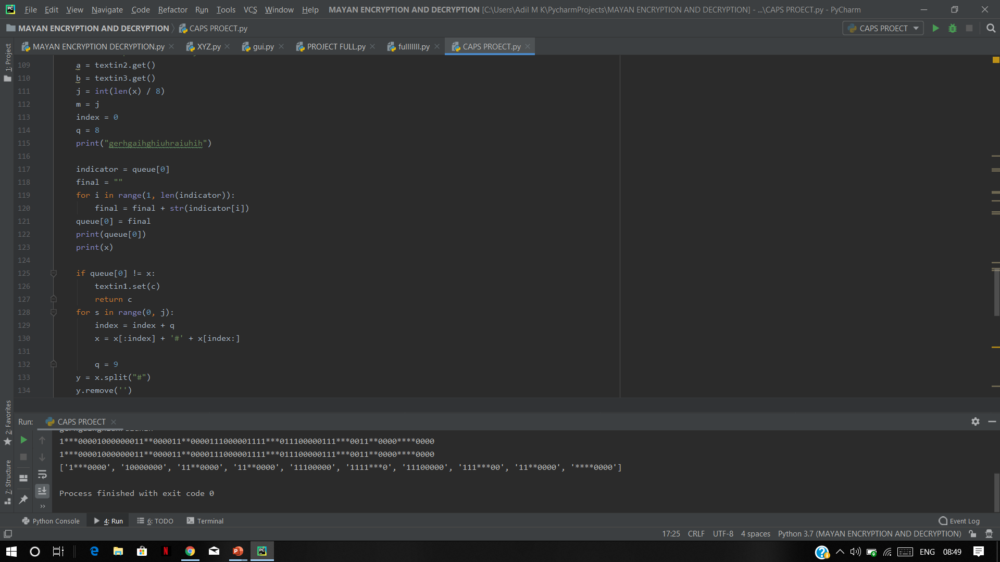 File Edit View Navigate Code Refactor Run Tools VCS Window Help MAYAN ENCRYPTION AND DECRYPTION [C:\Users\Adil M K\PycharmProjects\MAYAN ENCRYPTION AND DECRYPTION] - ...\CAPS PROECT.py - PyCharm
MAYAN ENCRYPTION AND DECRYPTION CAPS PROECT.py CAPS PROECT
MAYAN ENCRYPTION DECRYPTION.py XYZ.py gui.py PROJECT FULL.py fulllllll.py CAPS PROECT.py
1: Project
109 a = textin2.get()
110 b = textin3.get()
111 j = int(len(x) / 8)
112 m = j
113 index = 0
114 q = 8
115 print("gerhgaihghiuhraiuhih")
116
117 indicator = queue[0]
118 final = ""
119 for i in range(1, len(indicator)):
120 final = final + str(indicator[i])
121 queue[0] = final
122 print(queue[0])
123 print(x)
124
125 if queue[0] != x:
126 textin1.set(c)
127 return c
128 for s in range(0, j):
129 index = index + q
130 x = x[:index] + '#' + x[index:]
131
132 q = 9
133 y = x.split("#")
134 y.remove('')
2: Favorites
7: Structure
Run: CAPS PROECT
1***00001000000011**000011**0000111000001111***011100000111***0011**0000****0000
1***00001000000011**000011**0000111000001111***011100000111***0011**0000****0000
['1***0000', '10000000', '11**0000', '11**0000', '11100000', '1111***0', '11100000', '111***00', '11**0000', '****0000']
Process finished with exit code 0
Python Console 4: Run 6: TODO Terminal Event Log
17:25 CRLF UTF-8 4 spaces Python 3.7 (MAYAN ENCRYPTION AND DECRYPTION)
ENG 08:49